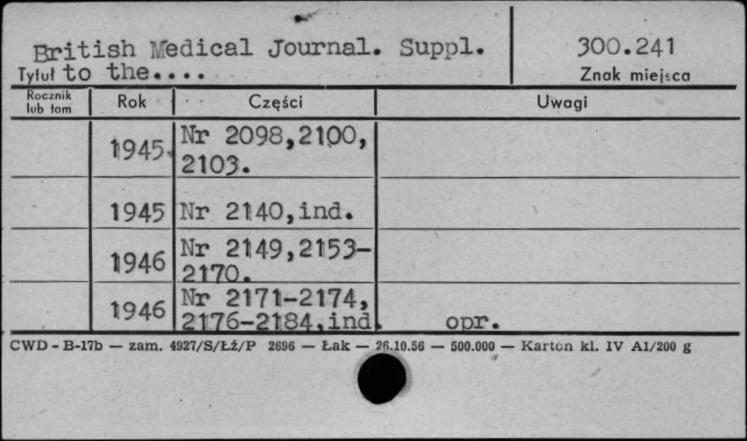 British Medical Journal. Suppl. 300.241
Tytuł to the.... Znak miejsca
Rocznik lub tom Rok Części Uwagi
1945. Nr 2098,2100,
2103.
1945 Nr 2140,ind.
1946 Nr 2149,2153-
2170.
1946 Nr 2171-2174,
2176-2184,ind. opr.
CWD - B-17b — zam. 4927/S/Łź/P 2696 — Łak — 26.10.56 — 500.000 — Karton kl. IV A1/200 g